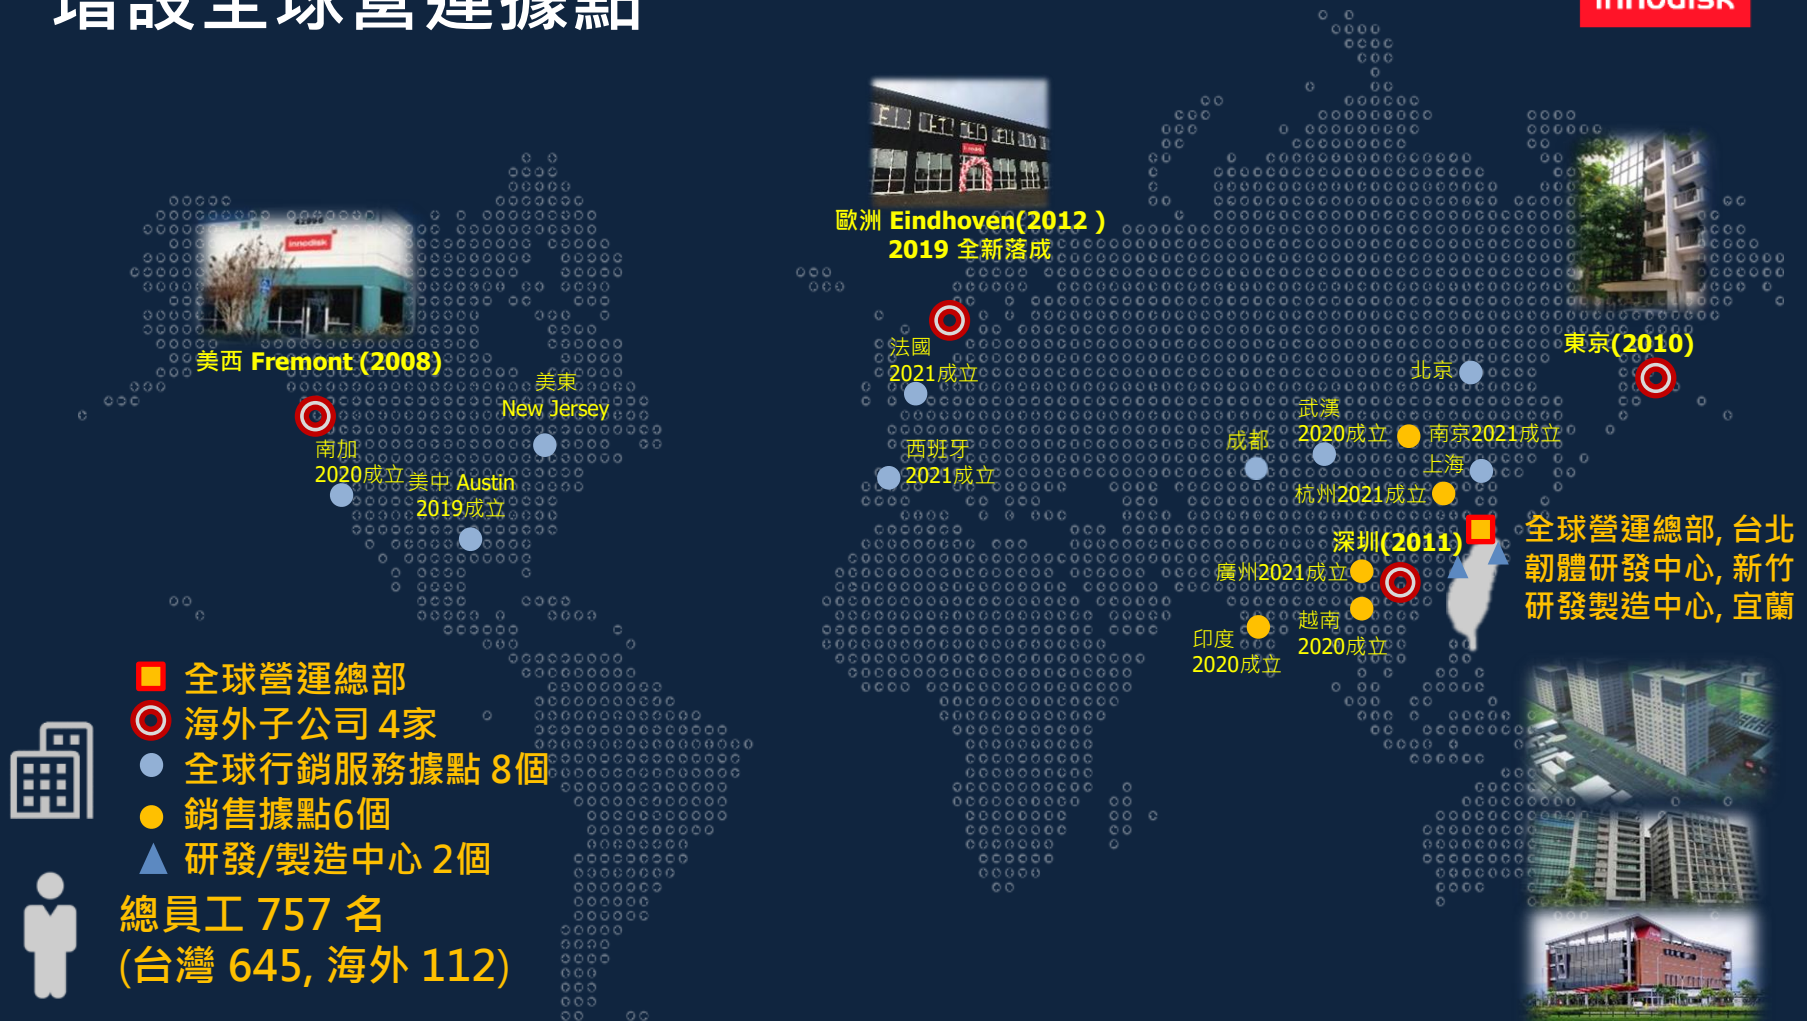 增設全球營運據點
innodisk
歐洲 Eindhoven(2012 )
2019 全新落成
innodisk
美西 Fremont (2008)
東京(2010)
法國
2021成立
美東
New Jersey
北京
武漢
2020成立
南京2021成立
成都
上海
西班牙
2021成立
南加
2020成立
美中 Austin
2019成立
杭州2021成立
深圳(2011)
廣州2021成立
越南
2020成立
印度
2020成立
全球營運總部, 台北
韌體研發中心, 新竹
研發製造中心, 宜蘭
全球營運總部
海外子公司 4家
全球行銷服務據點 8個
銷售據點6個
研發/製造中心 2個
總員工 757 名
(台灣 645, 海外 112)